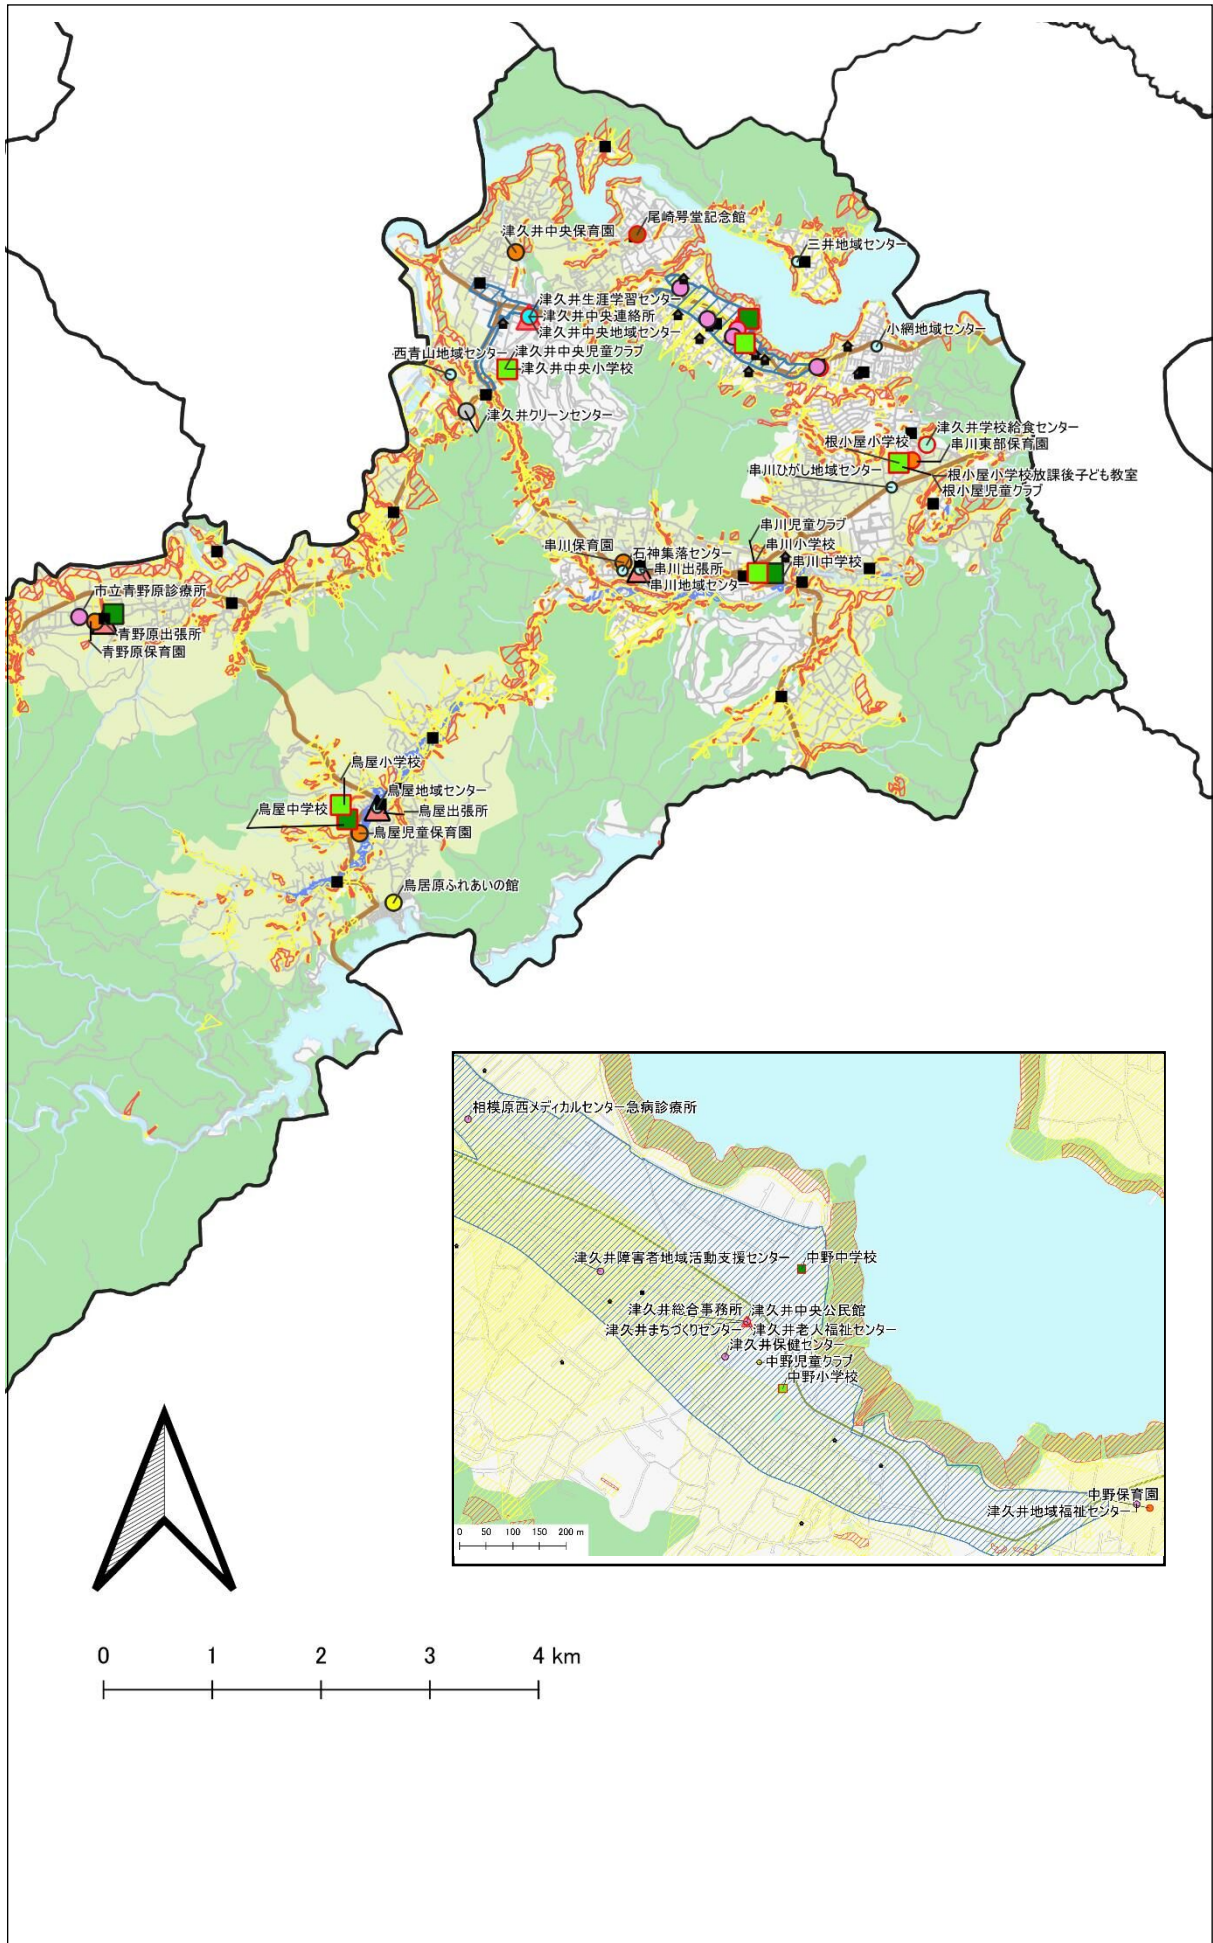 尾崎咢堂記念館
津久井中央保育園
三井地域センター
津久井生涯学習センター
津久井中央連絡所
津久井中央地域センター
小網地域センター
西青山地域センター
津久井中央児童クラブ
津久井中央小学校
津久井クリーンセンター
津久井学校給食センター
根小屋小学校
串川東部保育園
串川ひがし地域センター
根小屋小学校放課後子ども教室
根小屋児童クラブ
串川児童クラブ
串川保育園
石神集落センター
串川小学校
串川出張所
串川中学校
串川地域センター
市立青野原診療所
青野原出張所
青野原保育園
鳥屋小学校
鳥屋地域センター
鳥屋中学校
鳥屋出張所
鳥屋児童保育園
鳥居原ふれあいの館
相模原西メディカルセンター急病診療所
津久井障害者地域活動支援センター
中野中学校
津久井総合事務所
津久井中央公民館
津久井まちづくりセンター
津久井老人福祉センター
津久井保健センター
中野児童クラブ
中野小学校
中野保育園
津久井地域福祉センター
0 50 100 150 200 m
0 1 2 3 4 km